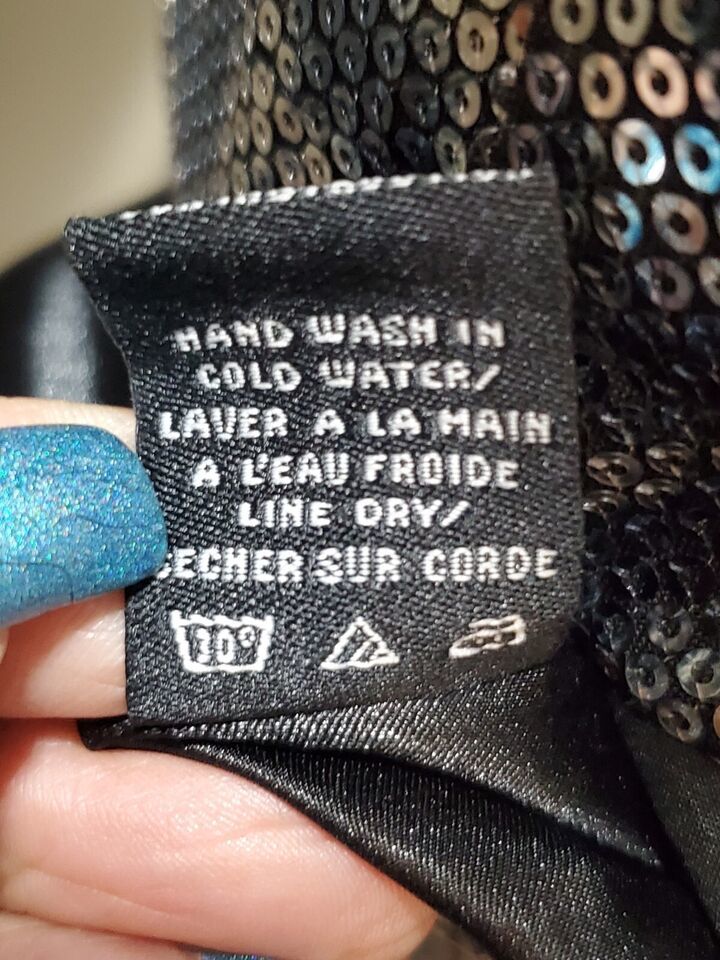 HAND WASH IN
COLD WATER/
LAVER A LA MAIN
A L'EAU FROIDE
LINE DRY/
SECHER SUR CORDE
30°